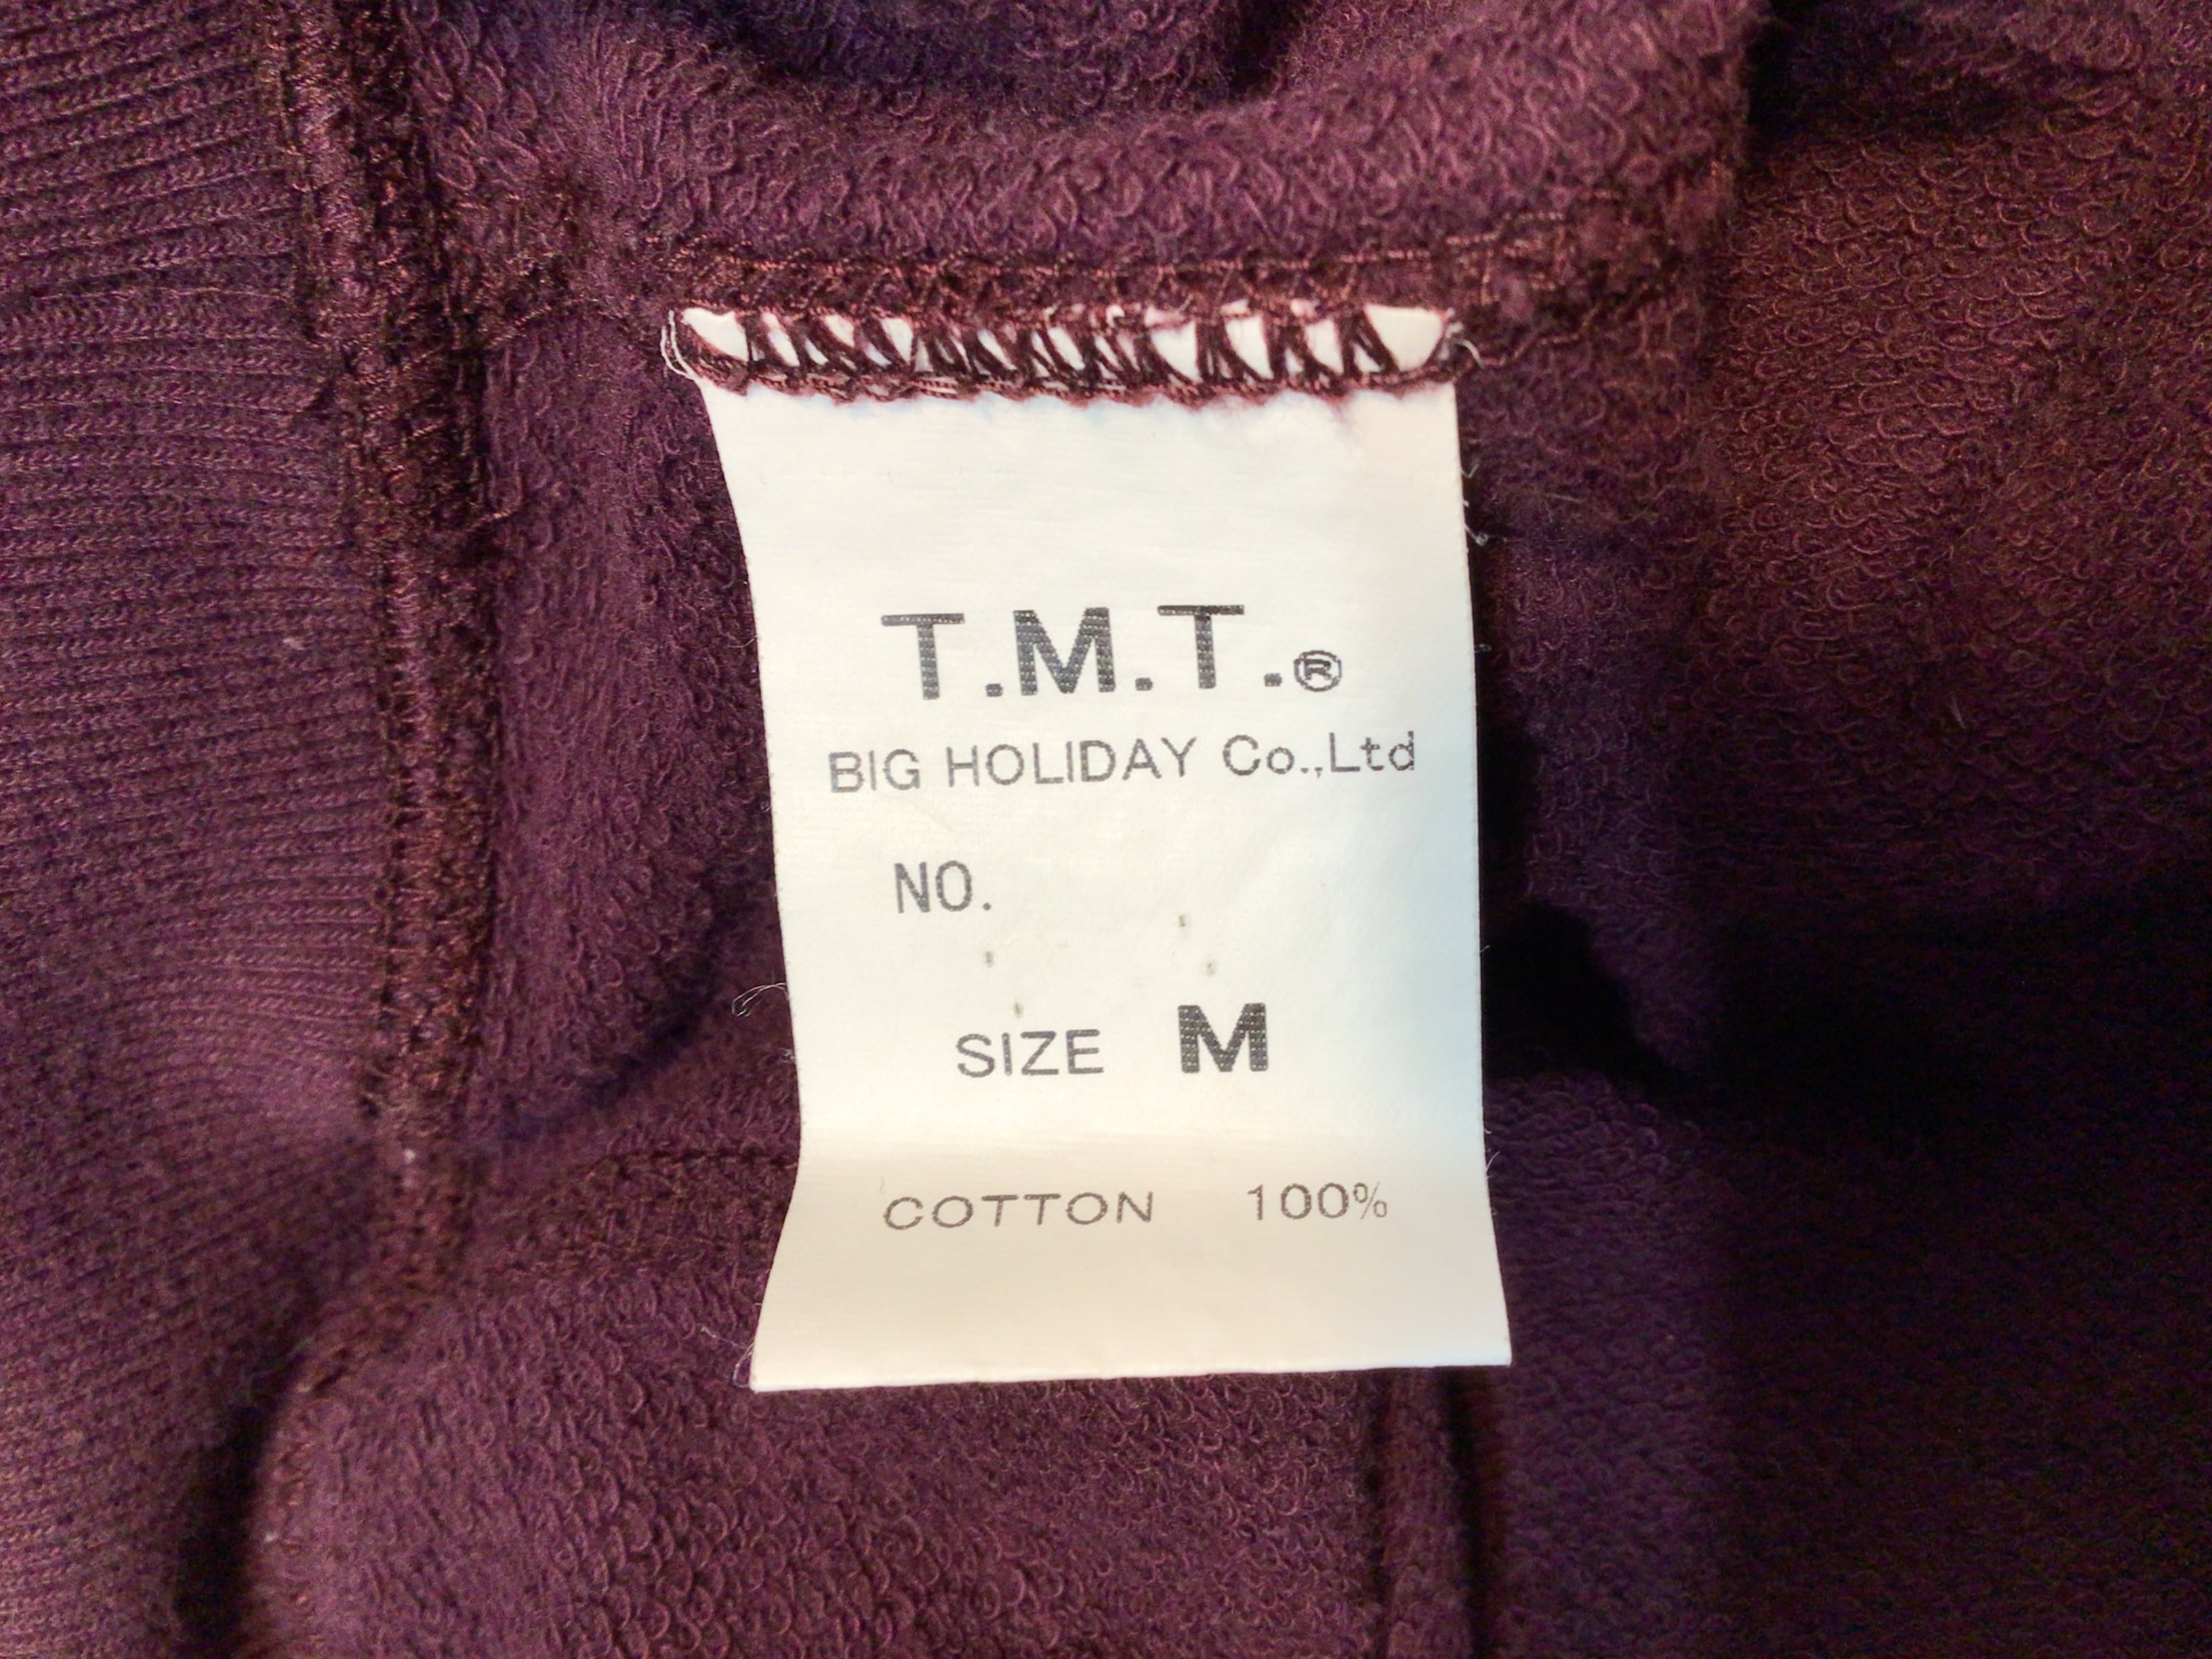 T.M.T.®
BIG HOLIDAY Co.,Ltd
NO.
SIZE M
COTTON 100%